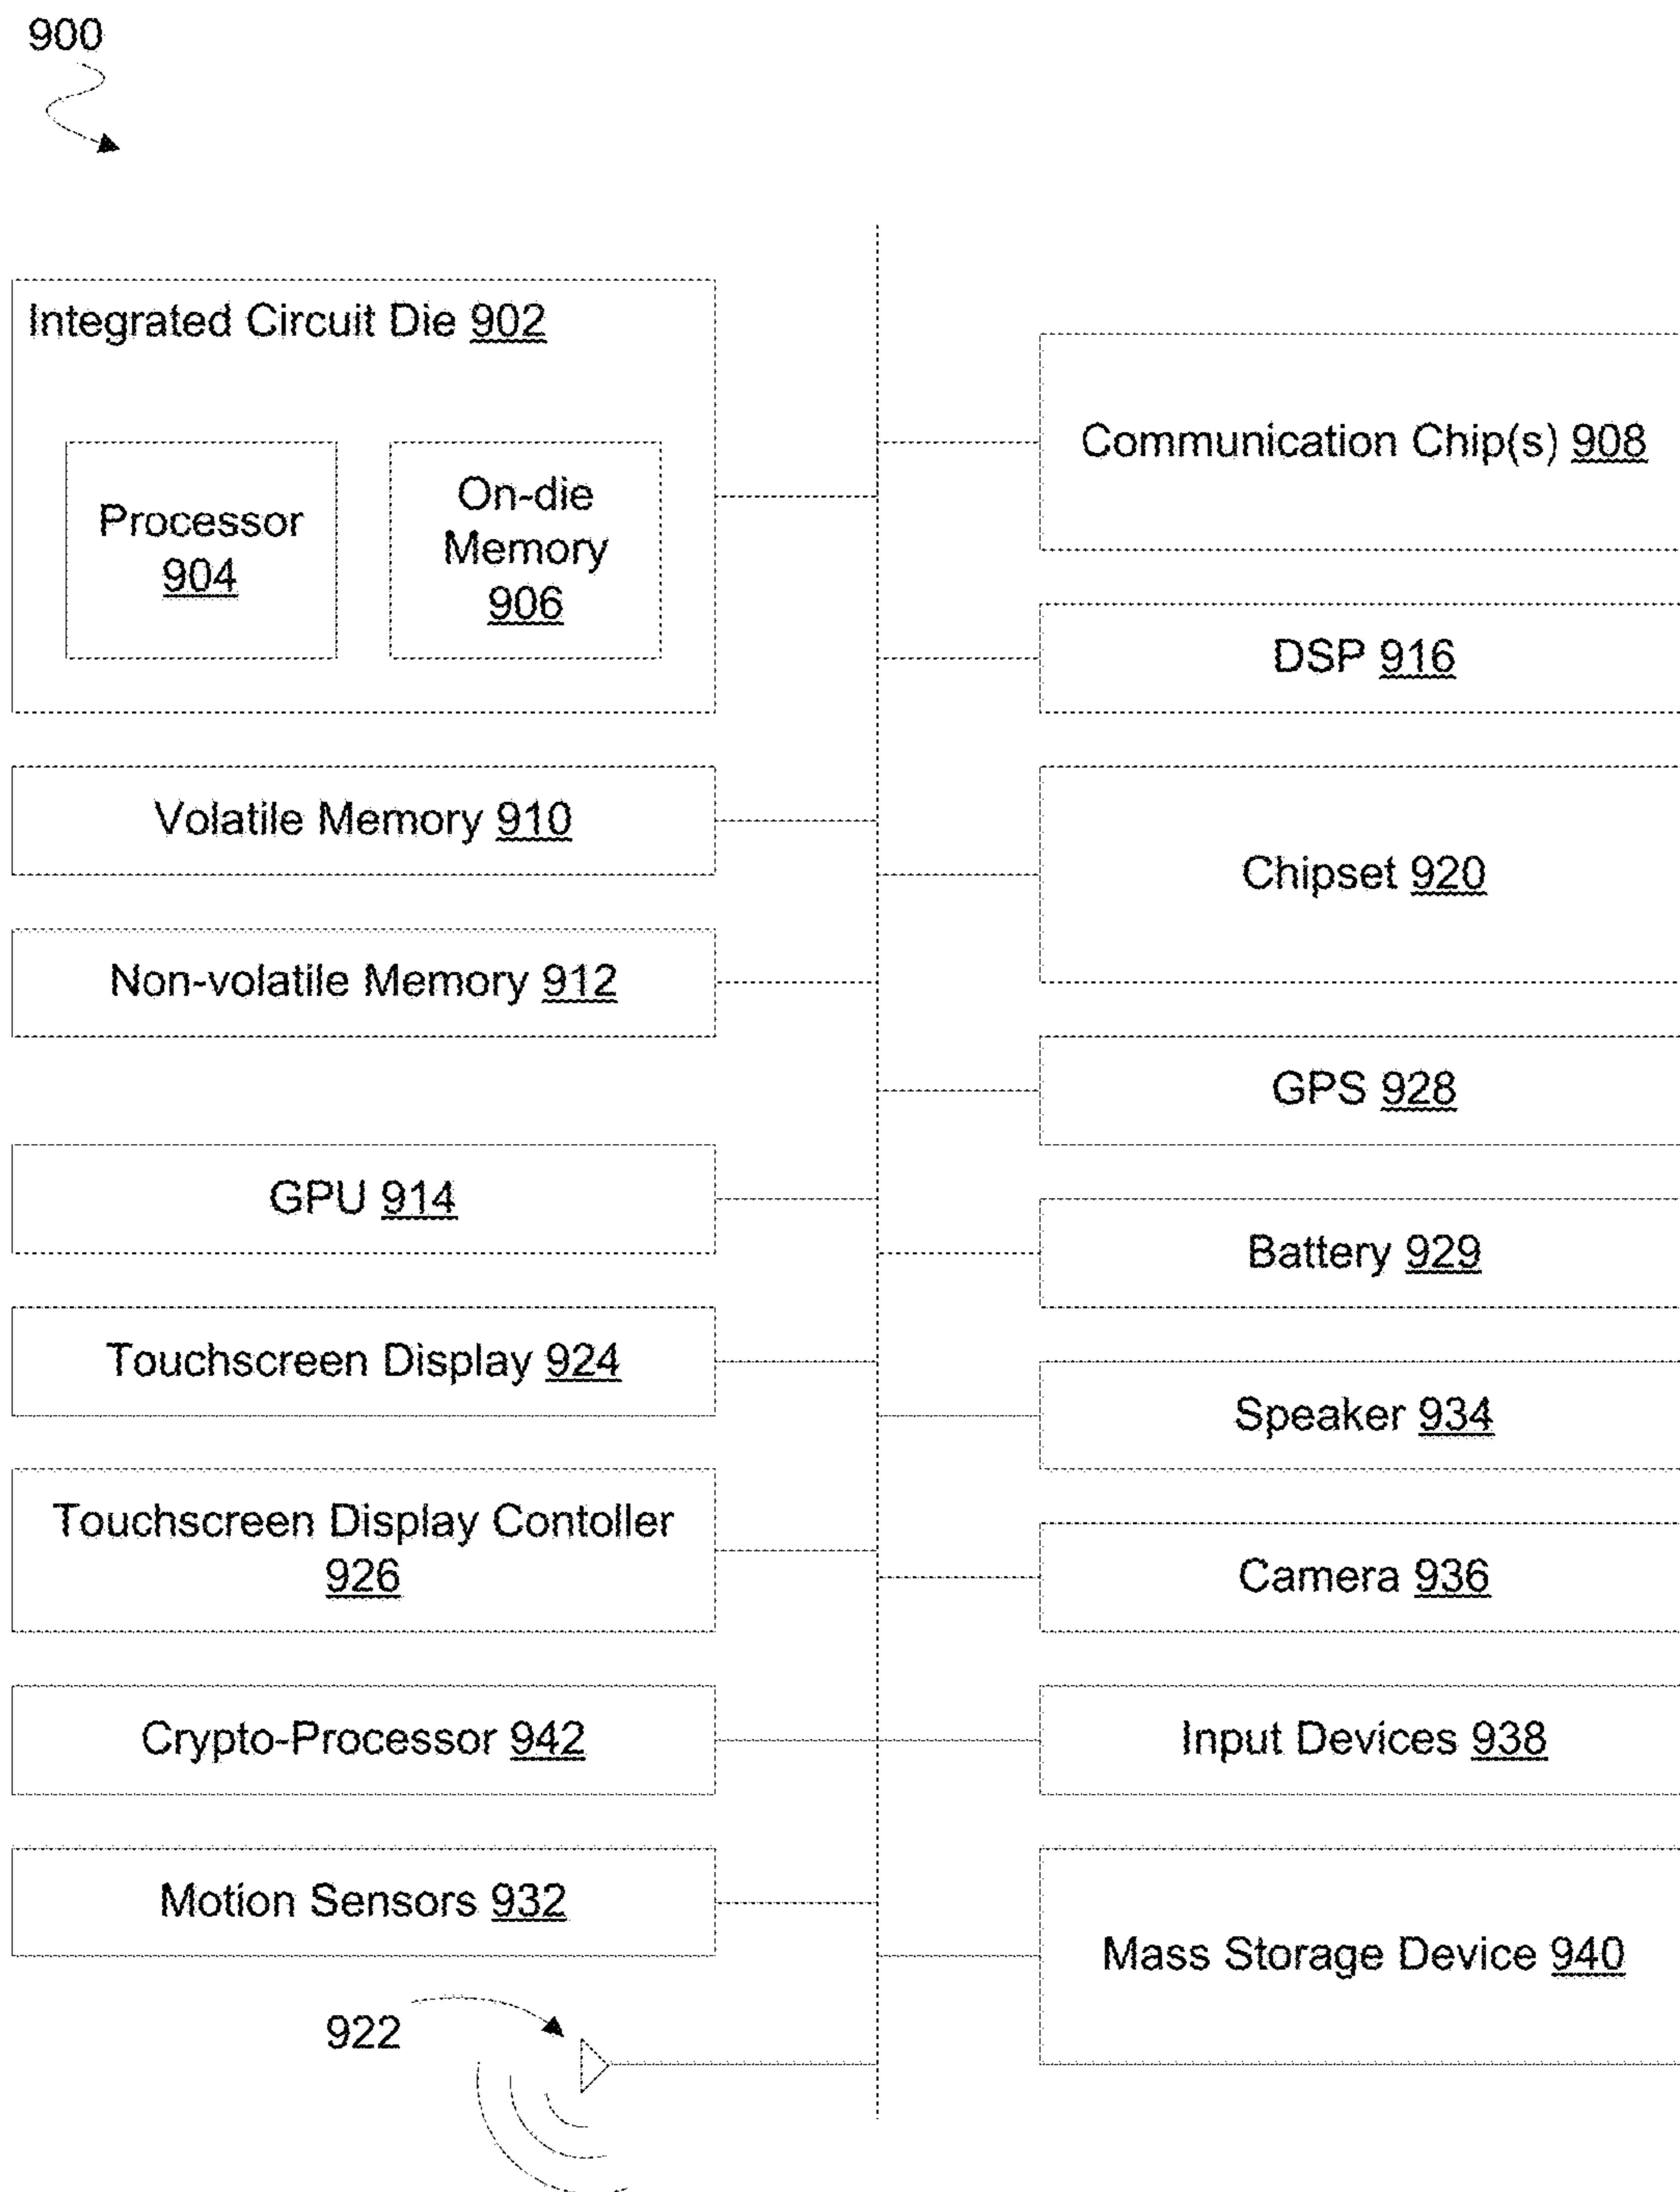 900
Integrated Circuit Die 902
Processor
904
On-die
Memory
906
Volatile Memory 910
Non-volatile Memory 912
GPU 914
Touchscreen Display 924
Touchscreen Display Contoller
926
Crypto-Processor 942
Motion Sensors 932
922
Communication Chip(s) 908
DSP 916
Chipset 920
GPS 928
Battery 929
Speaker 934
Camera 936
Input Devices 938
Mass Storage Device 940